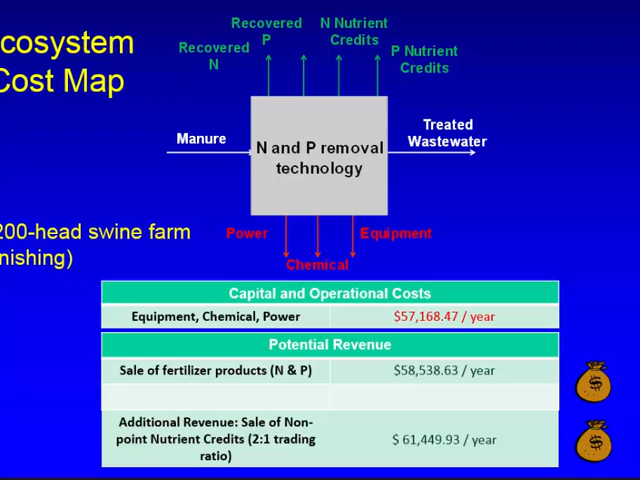 cosystem
Cost Map
Recovered
P
N Nutrient
Credits
Recovered
N
P Nutrient
Credits
Manure
N and P removal
technology
Treated
Wastewater
200-head swine farm
nishing)
Power
Equipment
Chemical
Capital and Operational Costs
Equipment, Chemical, Power $57,168.47 / year
Potential Revenue
Sale of fertilizer products (N & P) $58,538.63 / year
Additional Revenue: Sale of Non-
point Nutrient Credits (2:1 trading
ratio)
$ 61,449.93 / year
$
$